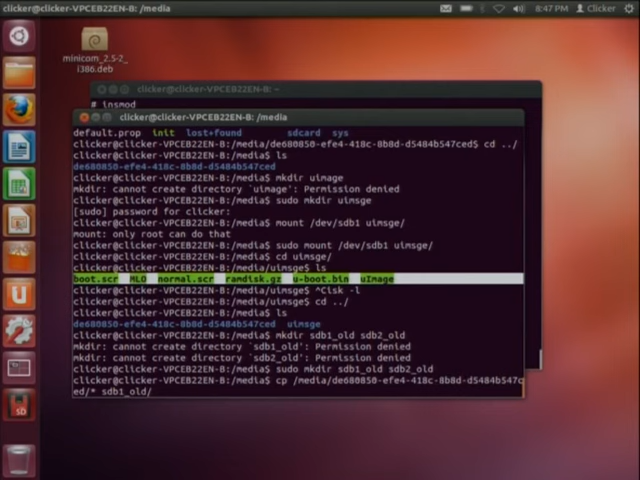 clicker@clicker-VPCEB22EN-B: /media
8:47 PM
Clicker
minicom_2.5-2_
i386.deb
clicker@clicker-VPCEB22EN-B: ~
# insmod
clicker@clicker-VPCEB22EN-B: /media
default.prop init lost+found sdcard sys
clicker@clicker-VPCEB22EN-B:/media/de680850-efe4-418c-8b8d-d5484b547ced$ cd ../
clicker@clicker-VPCEB22EN-B:/media$ ls
de680850-efe4-418c-8b8d-d5484b547ced
clicker@clicker-VPCEB22EN-B:/media$ mkdir uimage
mkdir: cannot create directory `uimage': Permission denied
clicker@clicker-VPCEB22EN-B:/media$ sudo mkdir uimsge
[sudo] password for clicker:
clicker@clicker-VPCEB22EN-B:/media$ mount /dev/sdb1 uimsge/
mount: only root can do that
clicker@clicker-VPCEB22EN-B:/media$ sudo mount /dev/sdb1 uimsge/
clicker@clicker-VPCEB22EN-B:/media$ cd uimsge/
clicker@clicker-VPCEB22EN-B:/media/uimsge$ ls
boot.scr MLO normal.scr ramdisk.gz u-boot.bin uImage
clicker@clicker-VPCEB22EN-B:/media/uimsge$ ^Cisk -l
clicker@clicker-VPCEB22EN-B:/media/uimsge$ cd ../
clicker@clicker-VPCEB22EN-B:/media$ ls
de680850-efe4-418c-8b8d-d5484b547ced uimsge
clicker@clicker-VPCEB22EN-B:/media$ mkdir sdb1_old sdb2_old
mkdir: cannot create directory `sdb1_old': Permission denied
mkdir: cannot create directory `sdb2_old': Permission denied
clicker@clicker-VPCEB22EN-B:/media$ sudo mkdir sdb1_old sdb2_old
clicker@clicker-VPCEB22EN-B:/media$ cp /media/de680850-efe4-418c-8b8d-d5484b547c
ed/* sdb1_old/